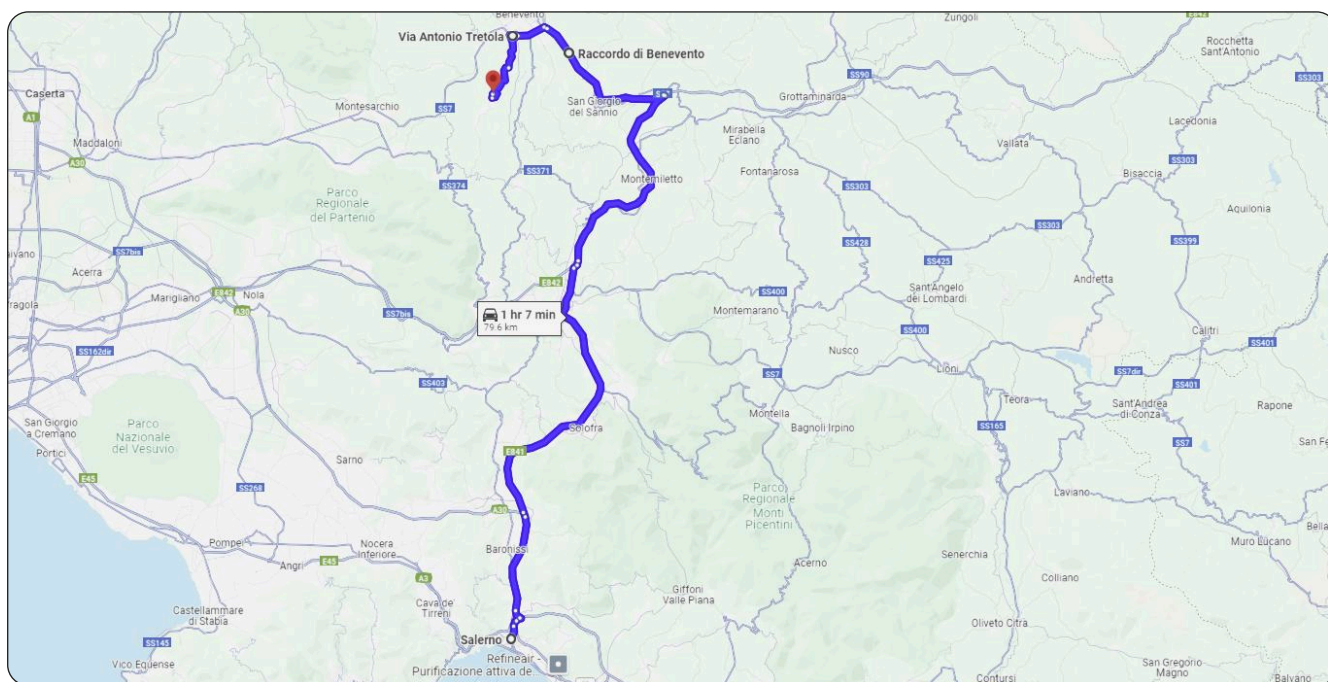 Benevento
Zungoli
E842
Via Antonio Tretola
Raccordo di Benevento
Rocchetta
Sant'Antonio
SS90
SS303
Caserta
Montesarchio
SS7
San Giorgio
del Sannio
Grottaminarda
A1
Maddaloni
Mirabella
Eclano
Vallata
Lacedonia
A30
SS303
SS374
SS371
Montemiletto
Fontanarosa
Bisaccia
SS303
Parco
Regionale
del Partenio
Aquilonia
SS7bis
SS428
SS303
SS399
ivano
Acerra
SS425
E842
Andretta
fragola
Marigliano
E842
Nola
A30
SS400
Sant'Angelo
dei Lombardi
1 hr 7 min
79.6 km
Montemarano
SS7bis
SS400
Calitri
SS162dir
Nusco
SS401
SS403
SS7
Lioni
SS7dir
SS401
Teora
Sant'Andrea
di Conza
Rapone
San Giorgio
a Cremano
Portici
Parco
Nazionale
del Vesuvio
Montella
Bagnoli Irpino
SS165
SS7
San Fe
Solofra
E841
E45
Sarno
SS268
Parco
Regionale
Monti
Picentini
Laviano
A30
Bella
Pompei
Nocera
Inferiore
Baronissi
Muro Lucano
Angri
E45
Senerchia
A3
Acerno
Colliano
Giffoni
Valle Piana
Castellammare
di Stabia
Cava de'
Tirreni
Oliveto Citra
Salerno
SS145
Refineair -
Purificazione attiva de
Vico Equense
San Gregorio
Magno
Contursi
Balvano